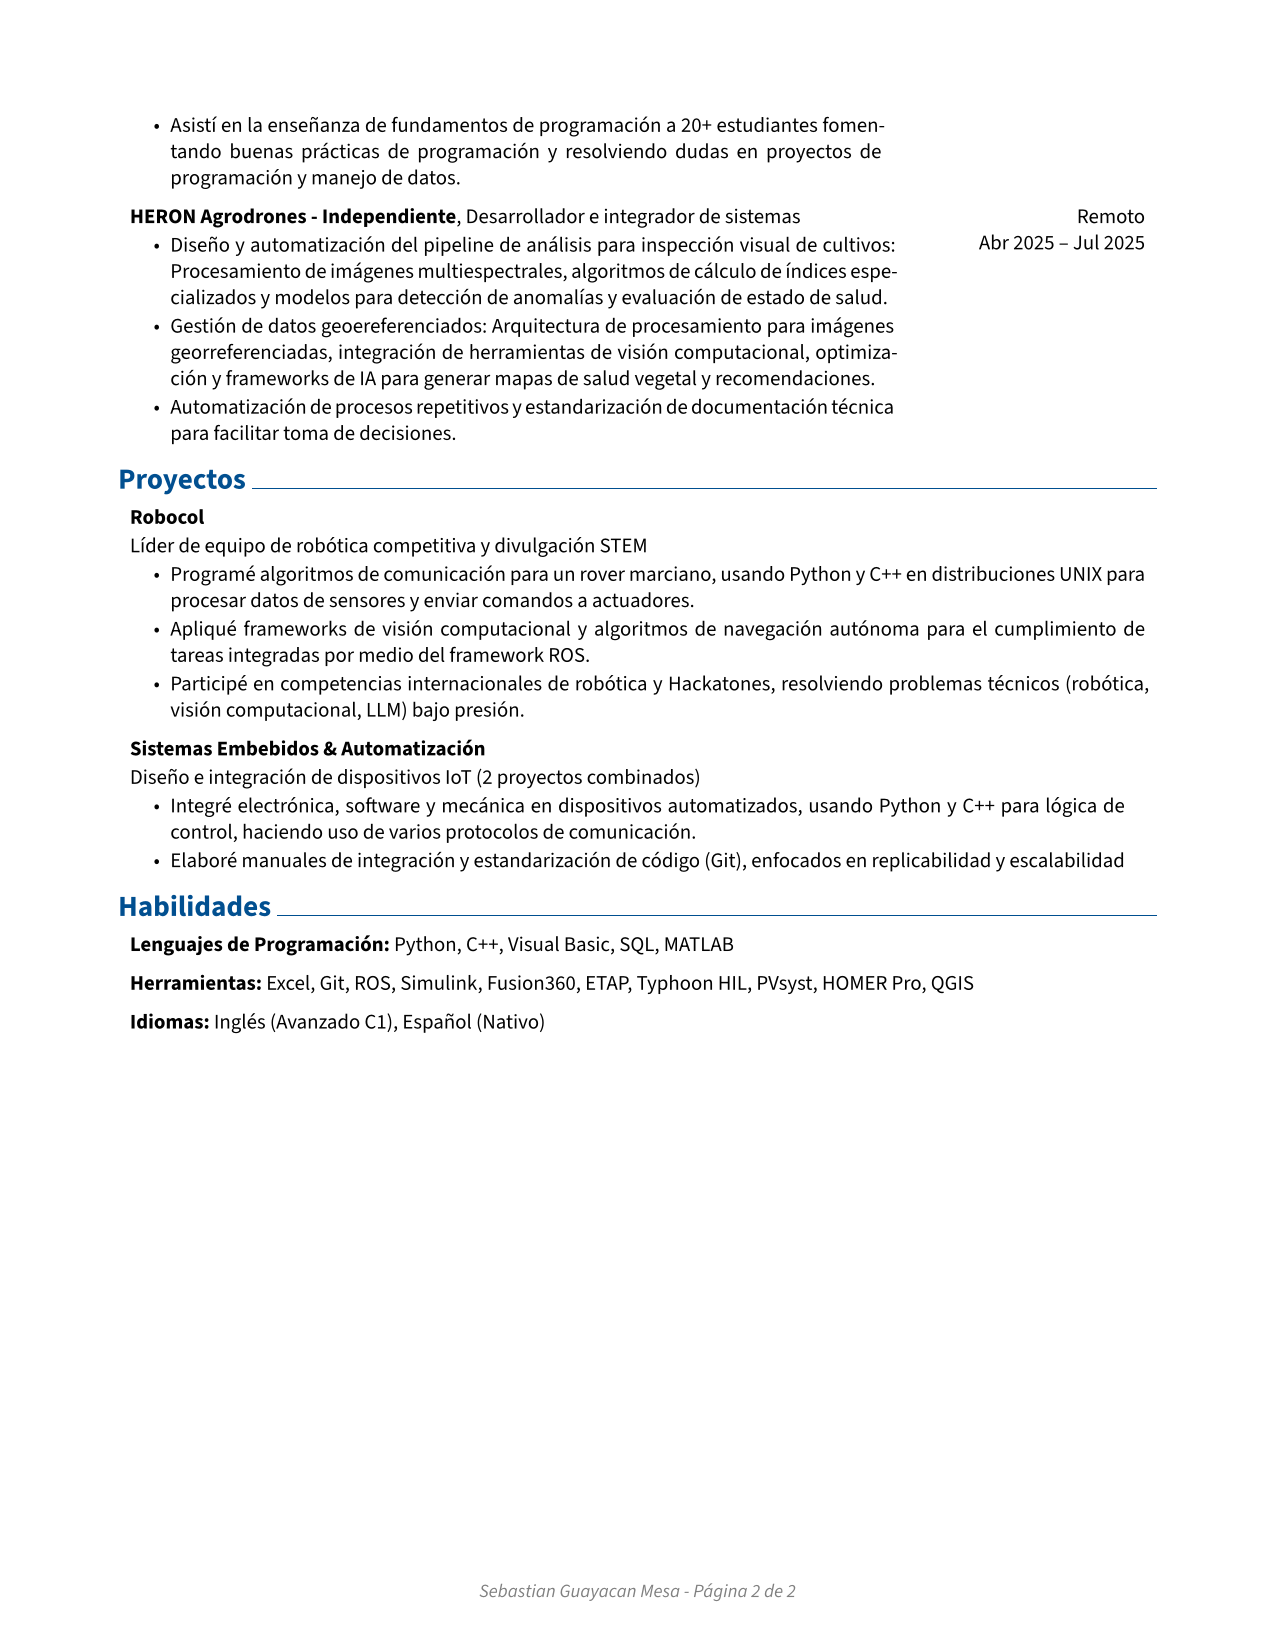 • Asistí en la enseñanza de fundamentos de programación a 20+ estudiantes fomen-
tando buenas prácticas de programación y resolviendo dudas en proyectos de
programación y manejo de datos.
HERON Agrodrones - Independiente, Desarrollador e integrador de sistemas
Remoto
Abr 2025 – Jul 2025
• Diseño y automatización del pipeline de análisis para inspección visual de cultivos:
Procesamiento de imágenes multiespectrales, algoritmos de cálculo de índices espe-
cializados y modelos para detección de anomalías y evaluación de estado de salud.
• Gestión de datos geoereferenciados: Arquitectura de procesamiento para imágenes
georreferenciadas, integración de herramientas de visión computacional, optimiza-
ción y frameworks de IA para generar mapas de salud vegetal y recomendaciones.
• Automatización de procesos repetitivos y estandarización de documentación técnica
para facilitar toma de decisiones.
Proyectos
Robocol
Líder de equipo de robótica competitiva y divulgación STEM
• Programé algoritmos de comunicación para un rover marciano, usando Python y C++ en distribuciones UNIX para
procesar datos de sensores y enviar comandos a actuadores.
• Apliqué frameworks de visión computacional y algoritmos de navegación autónoma para el cumplimiento de
tareas integradas por medio del framework ROS.
• Participé en competencias internacionales de robótica y Hackatones, resolviendo problemas técnicos (robótica,
visión computacional, LLM) bajo presión.
Sistemas Embebidos & Automatización
Diseño e integración de dispositivos IoT (2 proyectos combinados)
• Integré electrónica, software y mecánica en dispositivos automatizados, usando Python y C++ para lógica de
control, haciendo uso de varios protocolos de comunicación.
• Elaboré manuales de integración y estandarización de código (Git), enfocados en replicabilidad y escalabilidad
Habilidades
Lenguajes de Programación: Python, C++, Visual Basic, SQL, MATLAB
Herramientas: Excel, Git, ROS, Simulink, Fusion360, ETAP, Typhoon HIL, PVsyst, HOMER Pro, QGIS
Idiomas: Inglés (Avanzado C1), Español (Nativo)
Sebastian Guayacan Mesa - Página 2 de 2